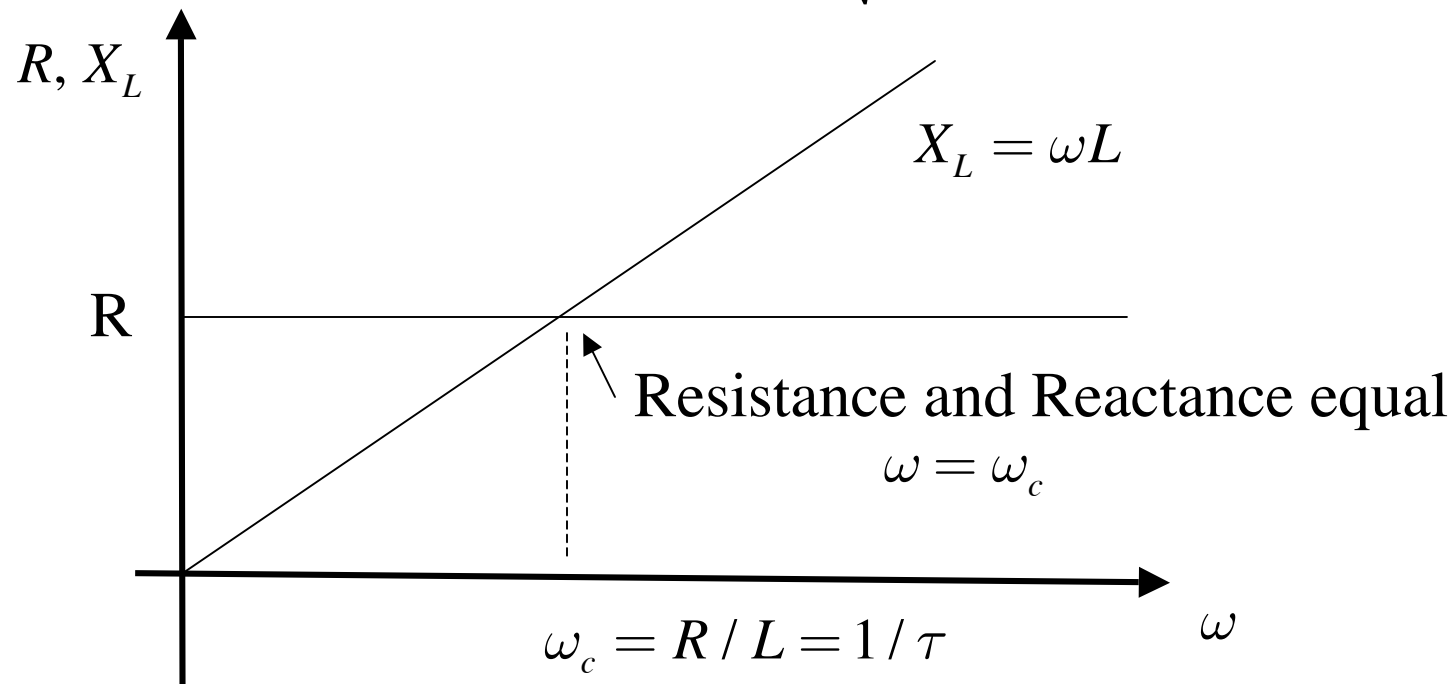 R, X_L
X_L = ωL
R
Resistance and Reactance equal
ω = ω_c
ω_c = R / L = 1 / τ
ω